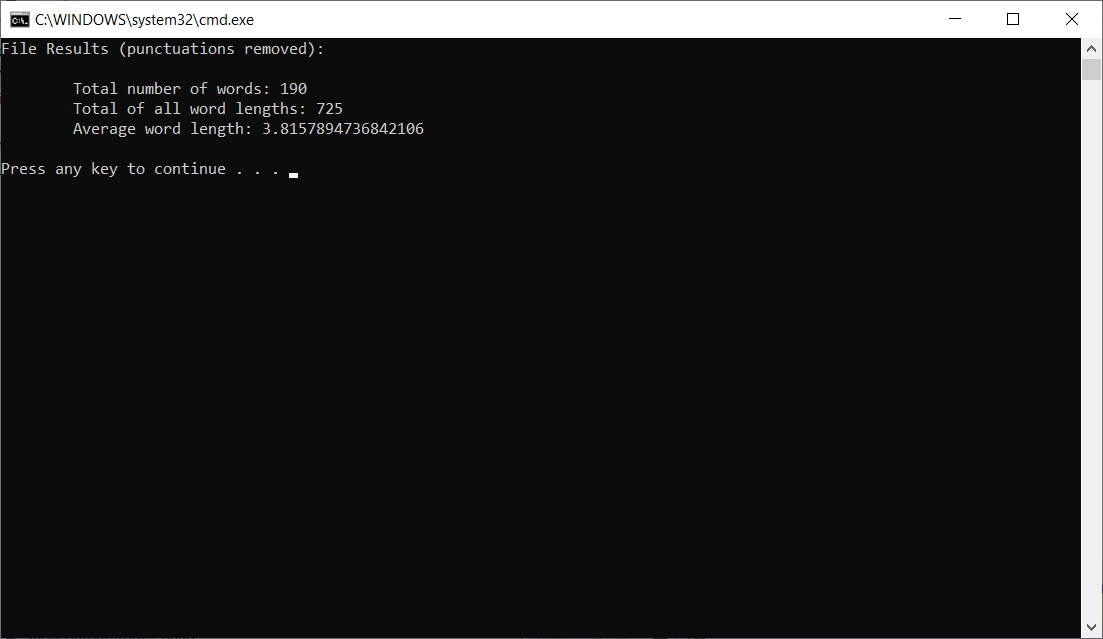 C:\WINDOWS\system32\cmd.exe
File Results (punctuations removed):
Total number of words: 190
Total of all word lengths: 725
Average word length: 3.8157894736842106
Press any key to continue . . .